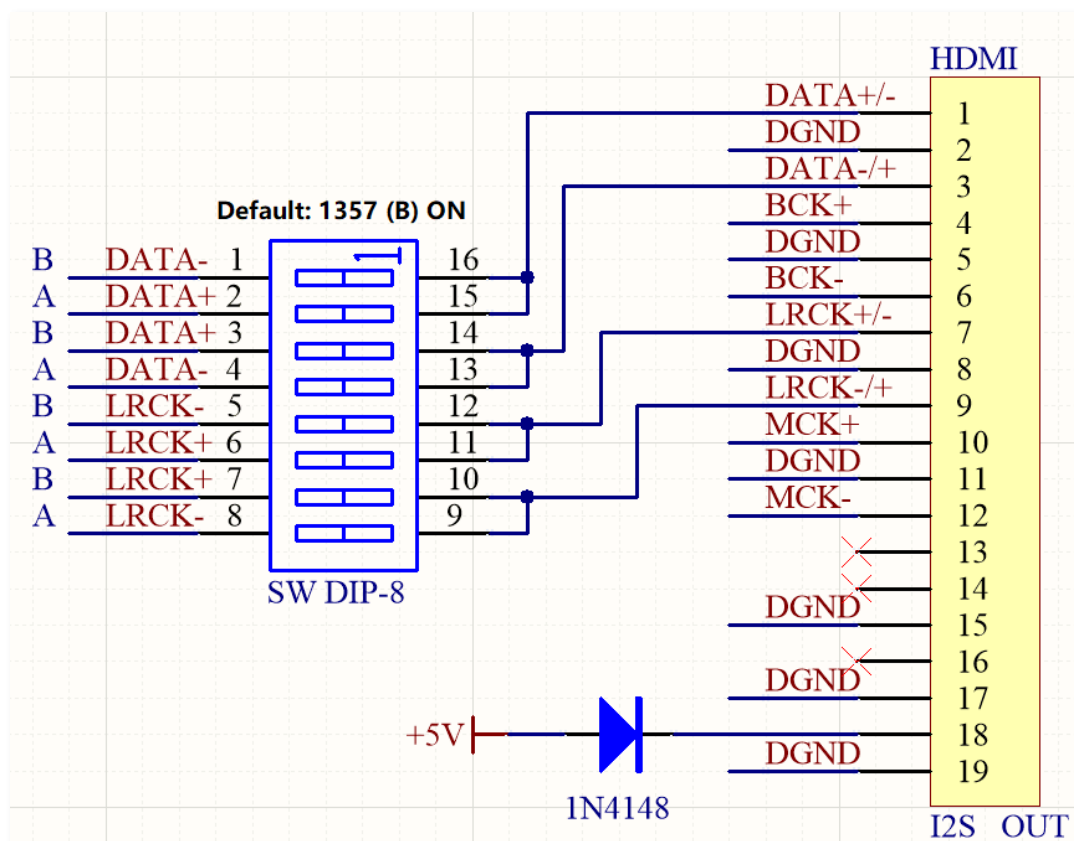 HDMI
DATA+/- 1
DGND 2
DATA-/+ 3
BCK+ 4
DGND 5
BCK- 6
LRCK+/- 7
DGND 8
LRCK-/+ 9
MCK+ 10
DGND 11
MCK- 12
13
14
DGND 15
16
DGND 17
18
DGND 19
I2S OUT
Default: 1357 (B) ON
1
B DATA- 1 16
A DATA+ 2 15
B DATA+ 3 14
A DATA- 4 13
B LRCK- 5 12
A LRCK+ 6 11
B LRCK+ 7 10
A LRCK- 8 9
SW DIP-8
+5V
1N4148